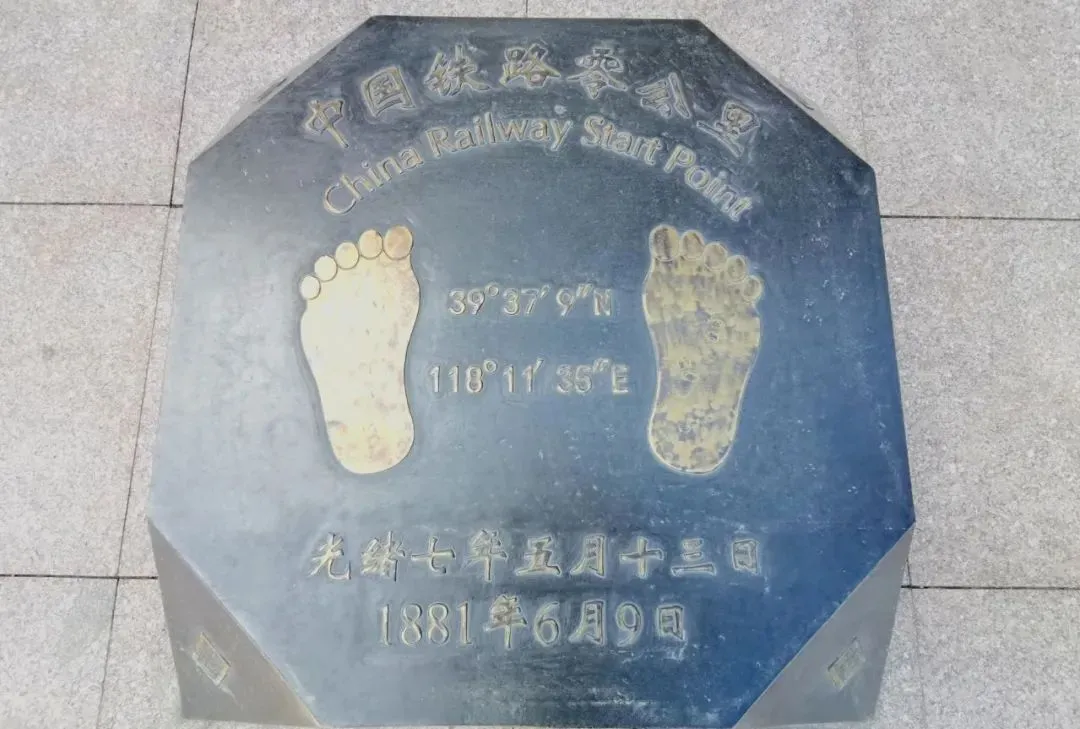 中国铁路零公里
China Railway Start Point
39°37′9″N
118°11′35″E
光绪七年五月十三日
1881年6月9日